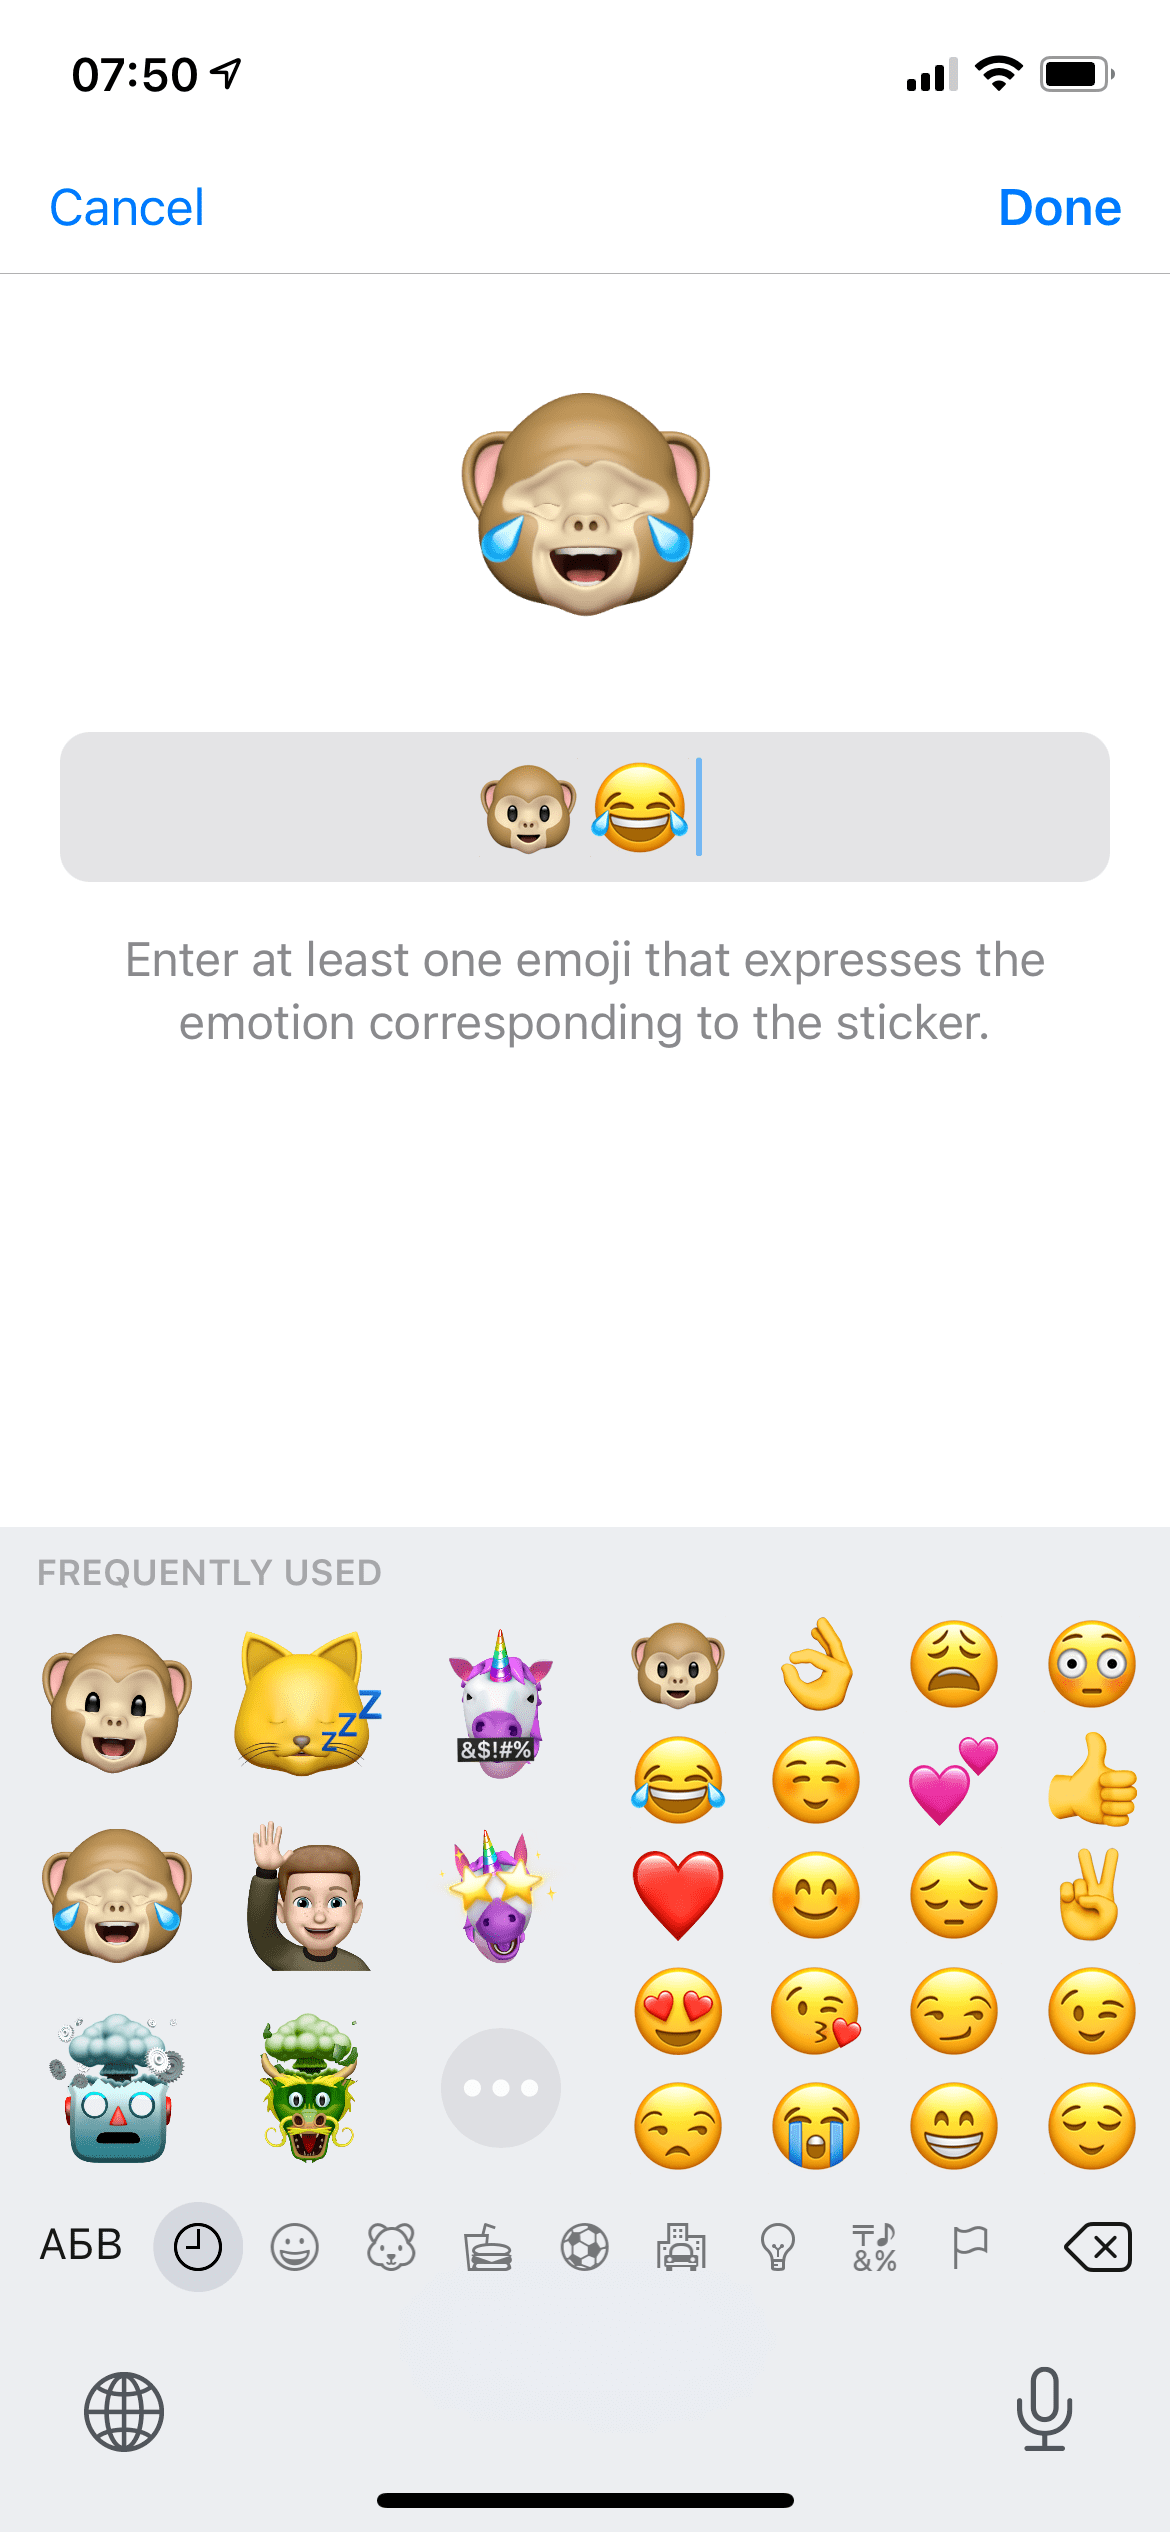 07:50
Cancel
Done
Enter at least one emoji that expresses the
emotion corresponding to the sticker.
FREQUENTLY USED
zzZ
&$!#%
АБВ
&%